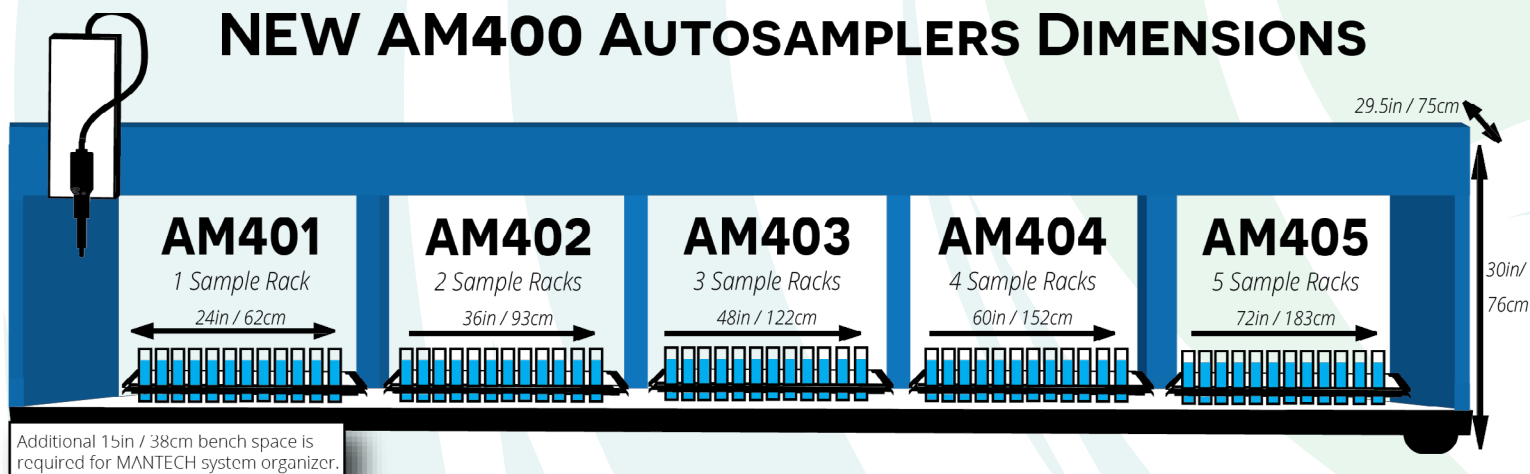 NEW AM400 AUTOSAMPLERS DIMENSIONS
29.5in / 75cm
AM401
1 Sample Rack
24in / 62cm
AM402
2 Sample Racks
36in / 93cm
AM403
3 Sample Racks
48in / 122cm
AM404
4 Sample Racks
60in / 152cm
AM405
5 Sample Racks
72in / 183cm
30in/
76cm
Additional 15in / 38cm bench space is
required for MANTECH system organizer.